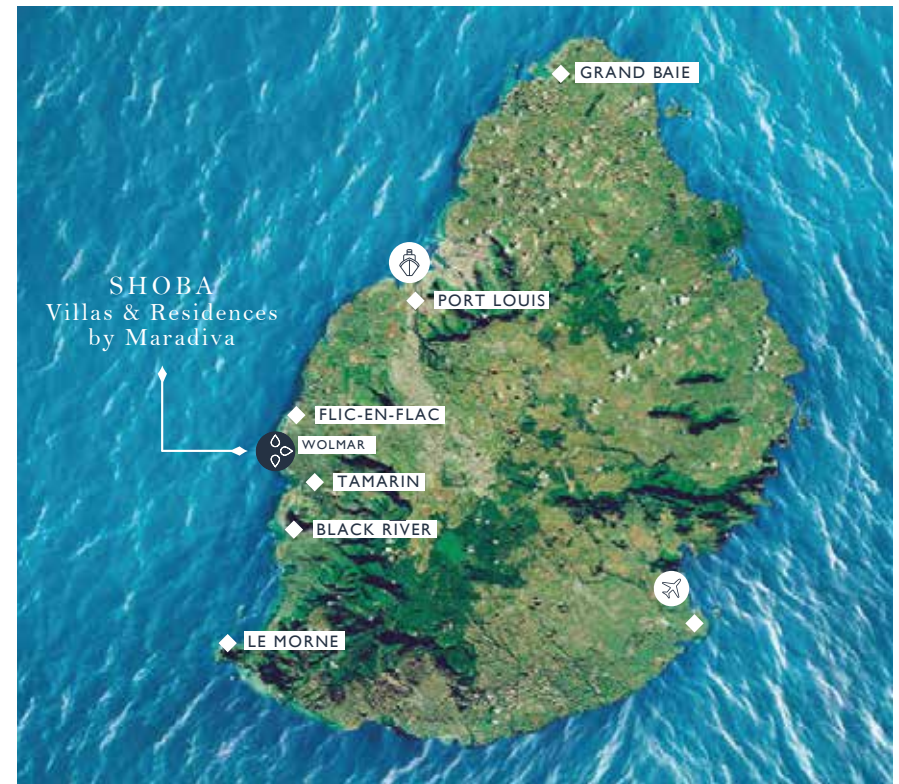 GRAND BAIE
SHOBA
Villas & Residences
by Maradiva
PORT LOUIS
FLIC-EN-FLAC
WOLMAR
TAMARIN
BLACK RIVER
LE MORNE